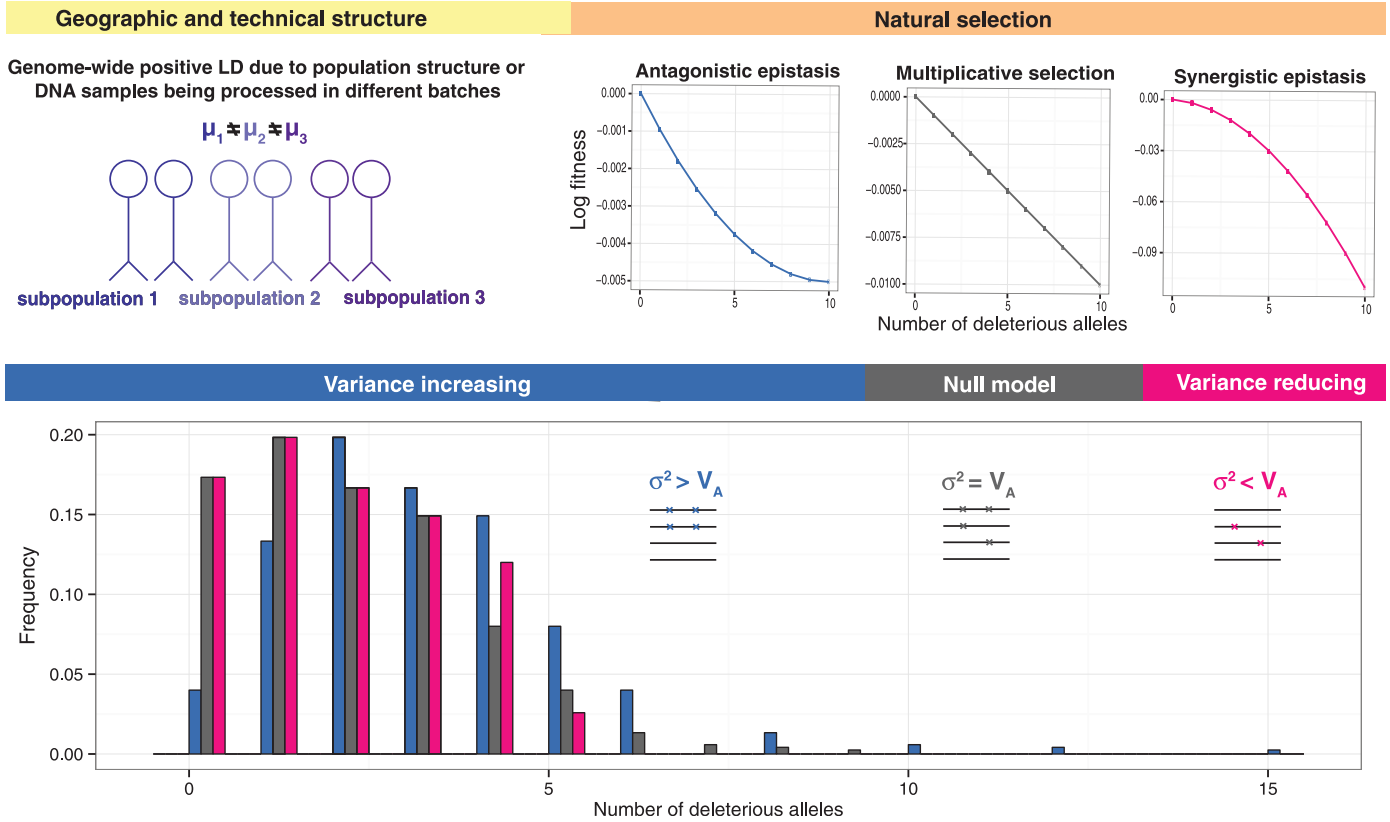 Geographic and technical structure
Natural selection
Genome-wide positive LD due to population structure or
DNA samples being processed in different batches
μ1 ≠ μ2 ≠ μ3
subpopulation 1 subpopulation 2 subpopulation 3
Antagonistic epistasis
Multiplicative selection
Synergistic epistasis
Log fitness
0.000
−0.001
−0.002
−0.003
−0.004
−0.005
0 5 10
0.0000
−0.0025
−0.0050
−0.0075
−0.0100
0 5 10
0.00
−0.03
−0.06
−0.09
0 5 10
Number of deleterious alleles
Variance increasing
Null model
Variance reducing
σ² > VA
σ² = VA
σ² < VA
Frequency
0.20
0.15
0.10
0.05
0.00
0 5 10 15
Number of deleterious alleles